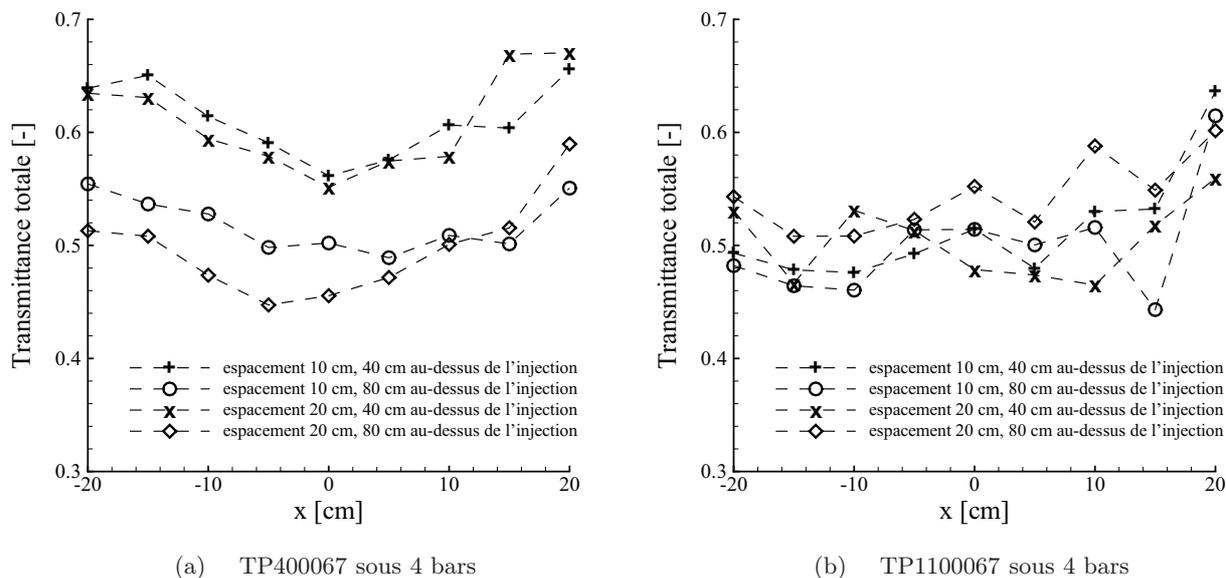 0.7
0.6
0.5
0.4
0.3
Transmittance totale [-]
espacement 10 cm, 40 cm au-dessus de l'injection
espacement 10 cm, 80 cm au-dessus de l'injection
espacement 20 cm, 40 cm au-dessus de l'injection
espacement 20 cm, 80 cm au-dessus de l'injection
-20 -10 0 10 20
x [cm]
(a) TP400067 sous 4 bars
0.7
0.6
0.5
0.4
0.3
Transmittance totale [-]
espacement 10 cm, 40 cm au-dessus de l'injection
espacement 10 cm, 80 cm au-dessus de l'injection
espacement 20 cm, 40 cm au-dessus de l'injection
espacement 20 cm, 80 cm au-dessus de l'injection
-20 -10 0 10 20
x [cm]
(b) TP1100067 sous 4 bars